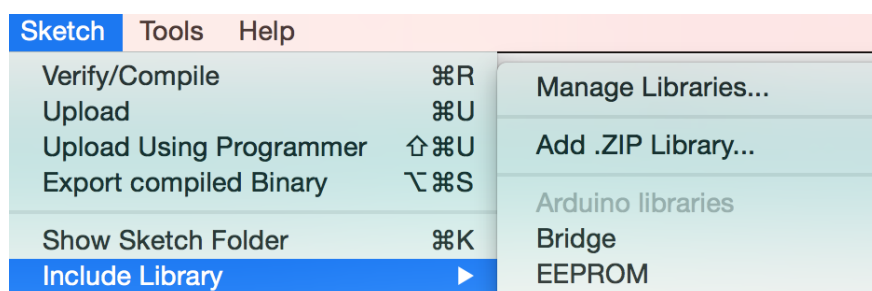 Sketch Tools Help
Verify/Compile ⌘R
Upload ⌘U
Upload Using Programmer ⇧⌘U
Export compiled Binary ⌥⌘S
Show Sketch Folder ⌘K
Include Library ▶
Manage Libraries...
Add .ZIP Library...
Arduino libraries
Bridge
EEPROM